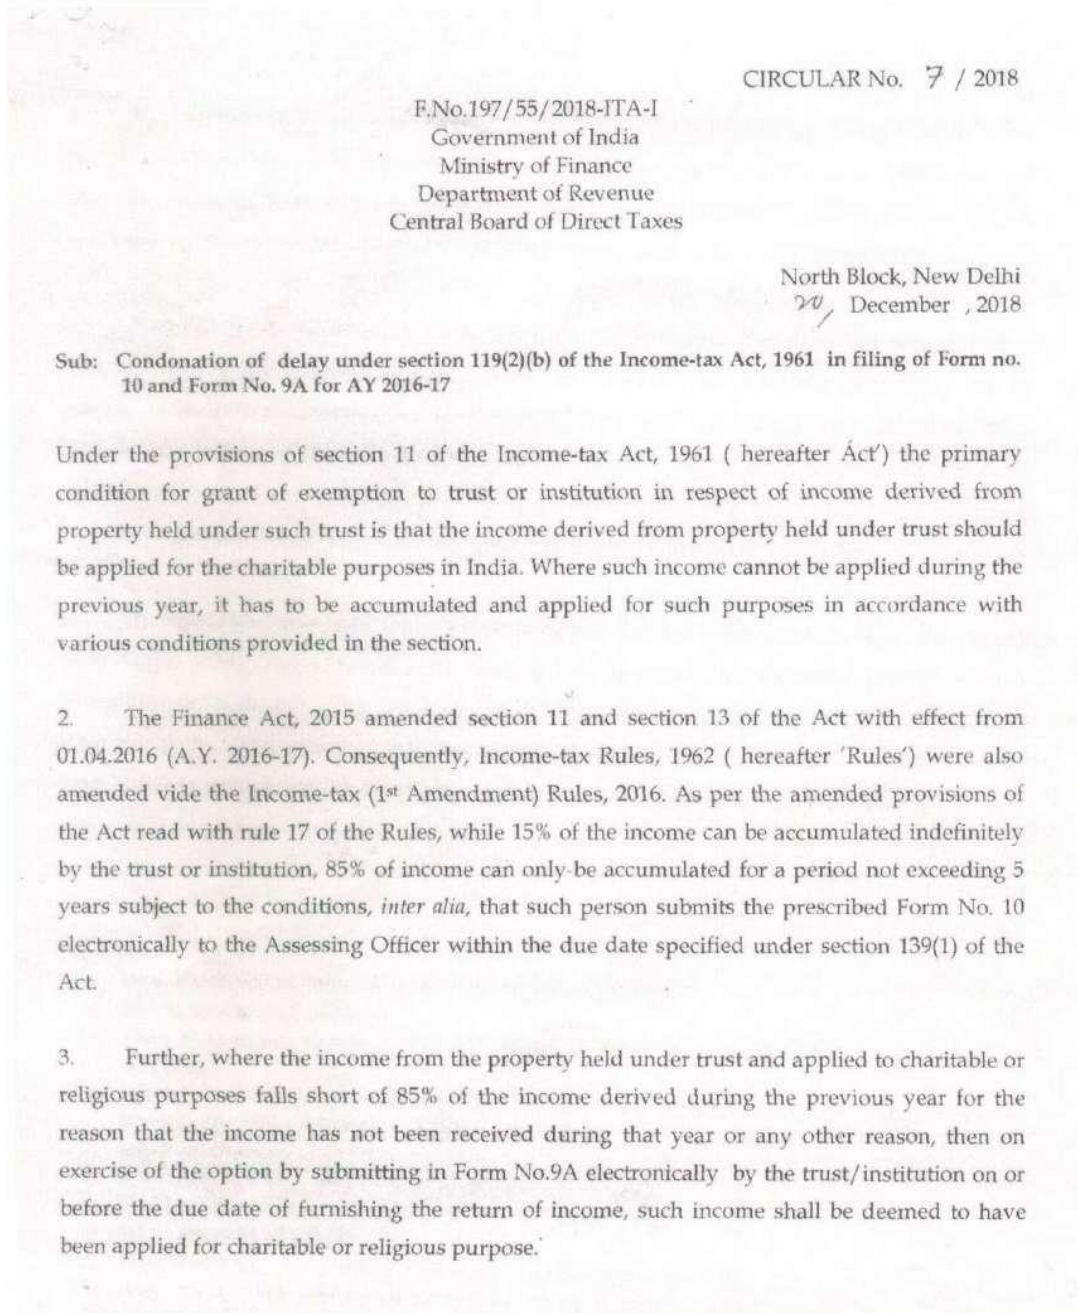 CIRCULAR No. 7 / 2018
F.No.197/55/2018-ITA-I
Government of India
Ministry of Finance
Department of Revenue
Central Board of Direct Taxes
North Block, New Delhi
20, December , 2018
Sub: Condonation of delay under section 119(2)(b) of the Income-tax Act, 1961 in filing of Form no.
10 and Form No. 9A for AY 2016-17
Under the provisions of section 11 of the Income-tax Act, 1961 ( hereafter Áct') the primary
condition for grant of exemption to trust or institution in respect of income derived from
property held under such trust is that the income derived from property held under trust should
be applied for the charitable purposes in India. Where such income cannot be applied during the
previous year, it has to be accumulated and applied for such purposes in accordance with
various conditions provided in the section.
2. The Finance Act, 2015 amended section 11 and section 13 of the Act with effect from
01.04.2016 (A.Y. 2016-17). Consequently, Income-tax Rules, 1962 ( hereafter 'Rules') were also
amended vide the Income-tax (1st Amendment) Rules, 2016. As per the amended provisions of
the Act read with rule 17 of the Rules, while 15% of the income can be accumulated indefinitely
by the trust or institution, 85% of income can only be accumulated for a period not exceeding 5
years subject to the conditions, inter alia, that such person submits the prescribed Form No. 10
electronically to the Assessing Officer within the due date specified under section 139(1) of the
Act.
3. Further, where the income from the property held under trust and applied to charitable or
religious purposes falls short of 85% of the income derived during the previous year for the
reason that the income has not been received during that year or any other reason, then on
exercise of the option by submitting in Form No.9A electronically by the trust/institution on or
before the due date of furnishing the return of income, such income shall be deemed to have
been applied for charitable or religious purpose.